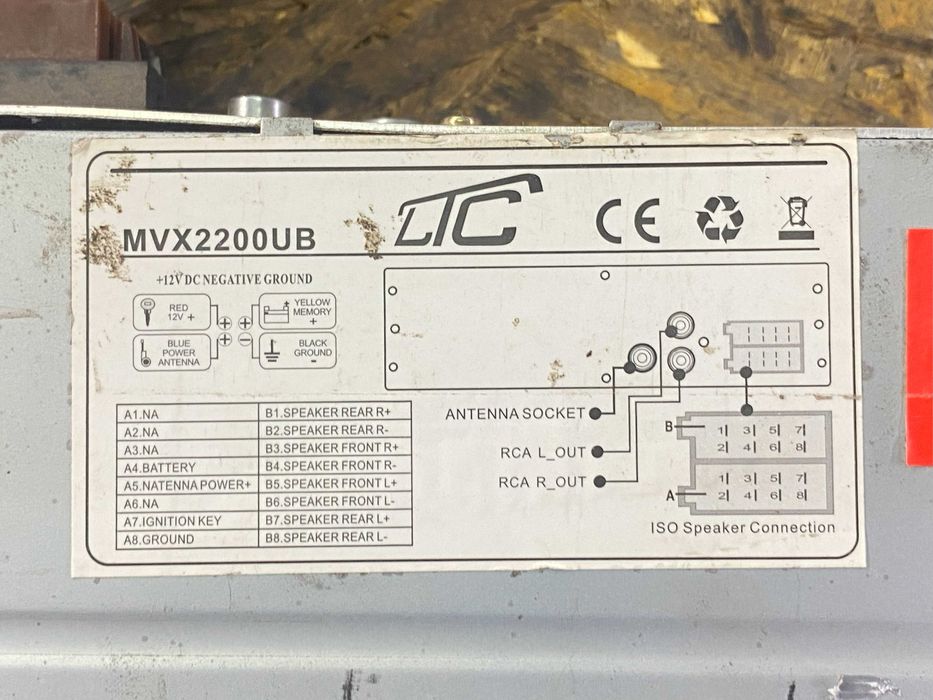 LTC
CE
MVX2200UB
+12V DC NEGATIVE GROUND
RED
12V +
YELLOW
MEMORY
+
BLUE
POWER
ANTENNA
BLACK
GROUND
-
A1.NA
B1.SPEAKER REAR R+
A2.NA
B2.SPEAKER REAR R-
A3.NA
B3.SPEAKER FRONT R+
A4.BATTERY
B4.SPEAKER FRONT R-
A5.NATENNA POWER+
B5.SPEAKER FRONT L+
A6.NA
B6.SPEAKER FRONT L-
A7.IGNITION KEY
B7.SPEAKER REAR L+
A8.GROUND
B8.SPEAKER REAR L-
ANTENNA SOCKET
RCA L_OUT
RCA R_OUT
B
1 3 5 7
2 4 6 8
1 3 5 7
A
2 4 6 8
ISO Speaker Connection